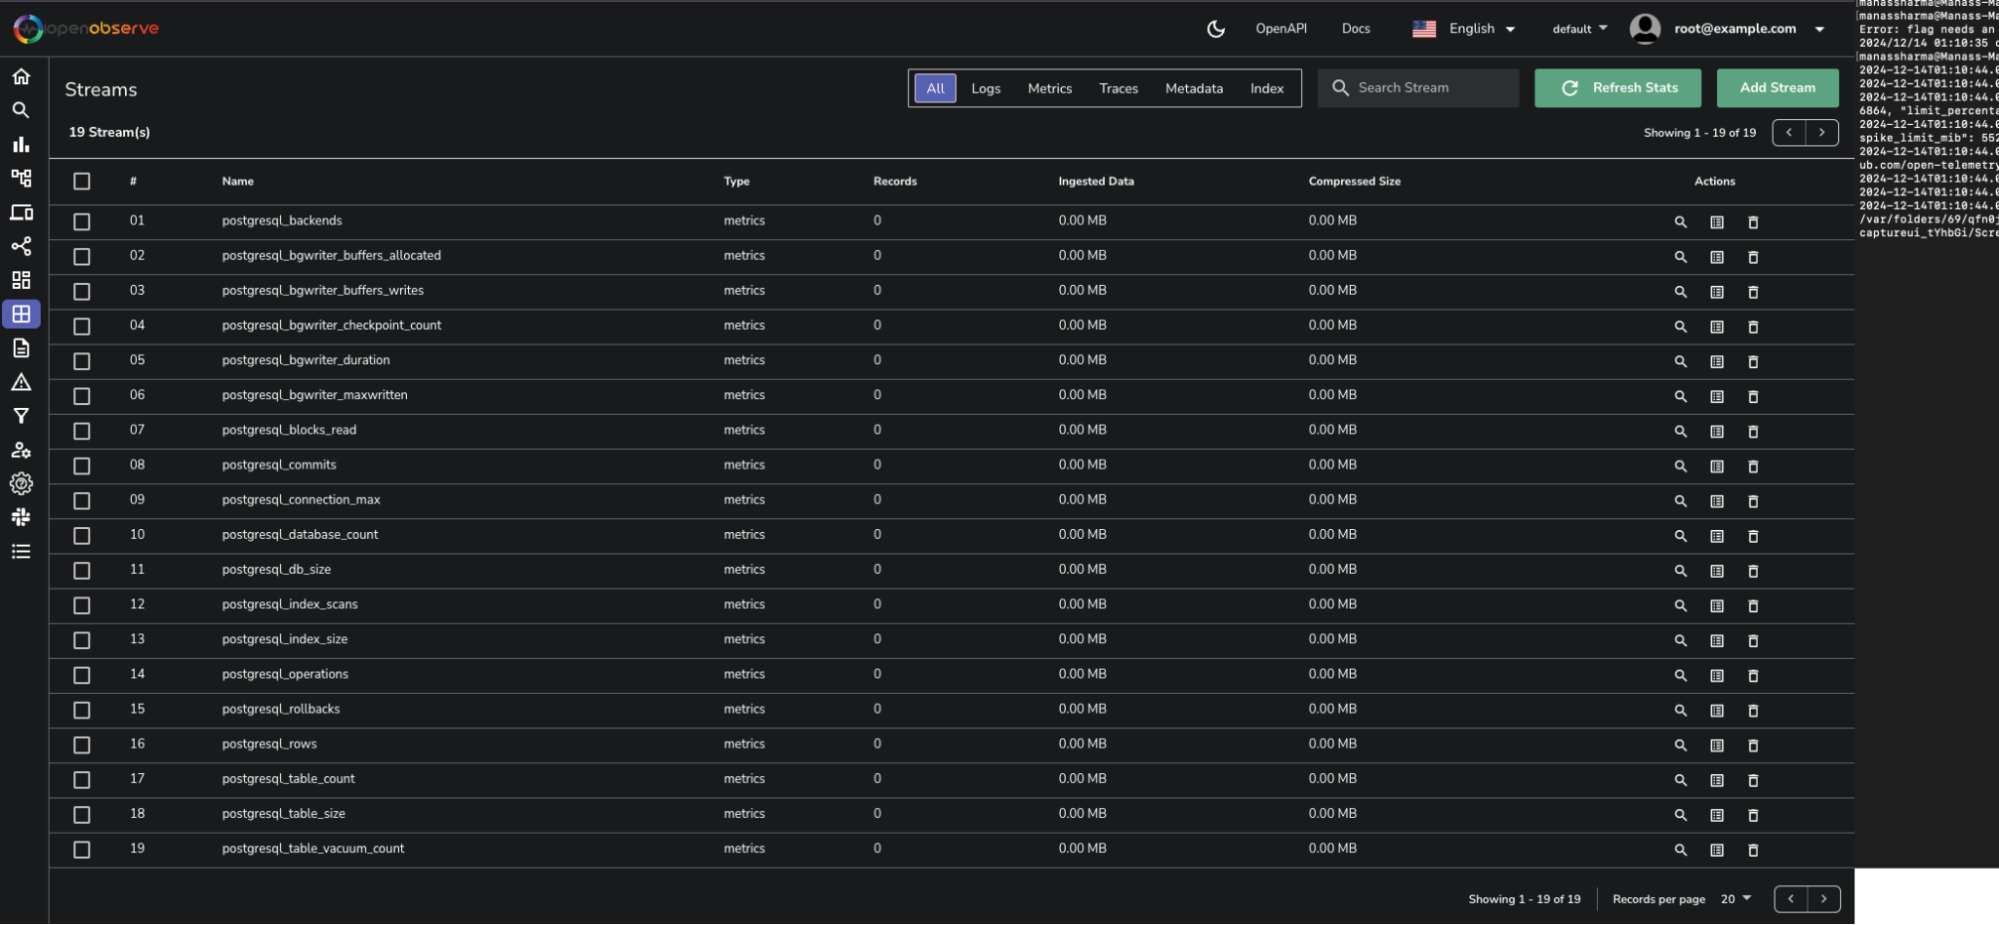 openobserve
OpenAPI Docs English default root@example.com
Streams
All Logs Metrics Traces Metadata Index
Search Stream
Refresh Stats
Add Stream
19 Stream(s)
Showing 1 - 19 of 19
# Name Type Records Ingested Data Compressed Size Actions
01 postgresql_backends metrics 0 0.00 MB 0.00 MB
02 postgresql_bgwriter_buffers_allocated metrics 0 0.00 MB 0.00 MB
03 postgresql_bgwriter_buffers_writes metrics 0 0.00 MB 0.00 MB
04 postgresql_bgwriter_checkpoint_count metrics 0 0.00 MB 0.00 MB
05 postgresql_bgwriter_duration metrics 0 0.00 MB 0.00 MB
06 postgresql_bgwriter_maxwritten metrics 0 0.00 MB 0.00 MB
07 postgresql_blocks_read metrics 0 0.00 MB 0.00 MB
08 postgresql_commits metrics 0 0.00 MB 0.00 MB
09 postgresql_connection_max metrics 0 0.00 MB 0.00 MB
10 postgresql_database_count metrics 0 0.00 MB 0.00 MB
11 postgresql_db_size metrics 0 0.00 MB 0.00 MB
12 postgresql_index_scans metrics 0 0.00 MB 0.00 MB
13 postgresql_index_size metrics 0 0.00 MB 0.00 MB
14 postgresql_operations metrics 0 0.00 MB 0.00 MB
15 postgresql_rollbacks metrics 0 0.00 MB 0.00 MB
16 postgresql_rows metrics 0 0.00 MB 0.00 MB
17 postgresql_table_count metrics 0 0.00 MB 0.00 MB
18 postgresql_table_size metrics 0 0.00 MB 0.00 MB
19 postgresql_table_vacuum_count metrics 0 0.00 MB 0.00 MB
Showing 1 - 19 of 19 Records per page 20
[manassharma@Manass-Ma
Error: flag needs an
2024/12/14 01:10:35
[manassharma@Manass-Ma
2024-12-14T01:10:44.0
2024-12-14T01:10:44.0
2024-12-14T01:10:44.0
6864, "limit_percenta
2024-12-14T01:10:44.0
spike_limit_mib": 552
2024-12-14T01:10:44.0
ub.com/open-telemetry
2024-12-14T01:10:44.0
2024-12-14T01:10:44.0
2024-12-14T01:10:44.0
/var/folders/69/qfn0j
captureui_tYhbGi/Scre